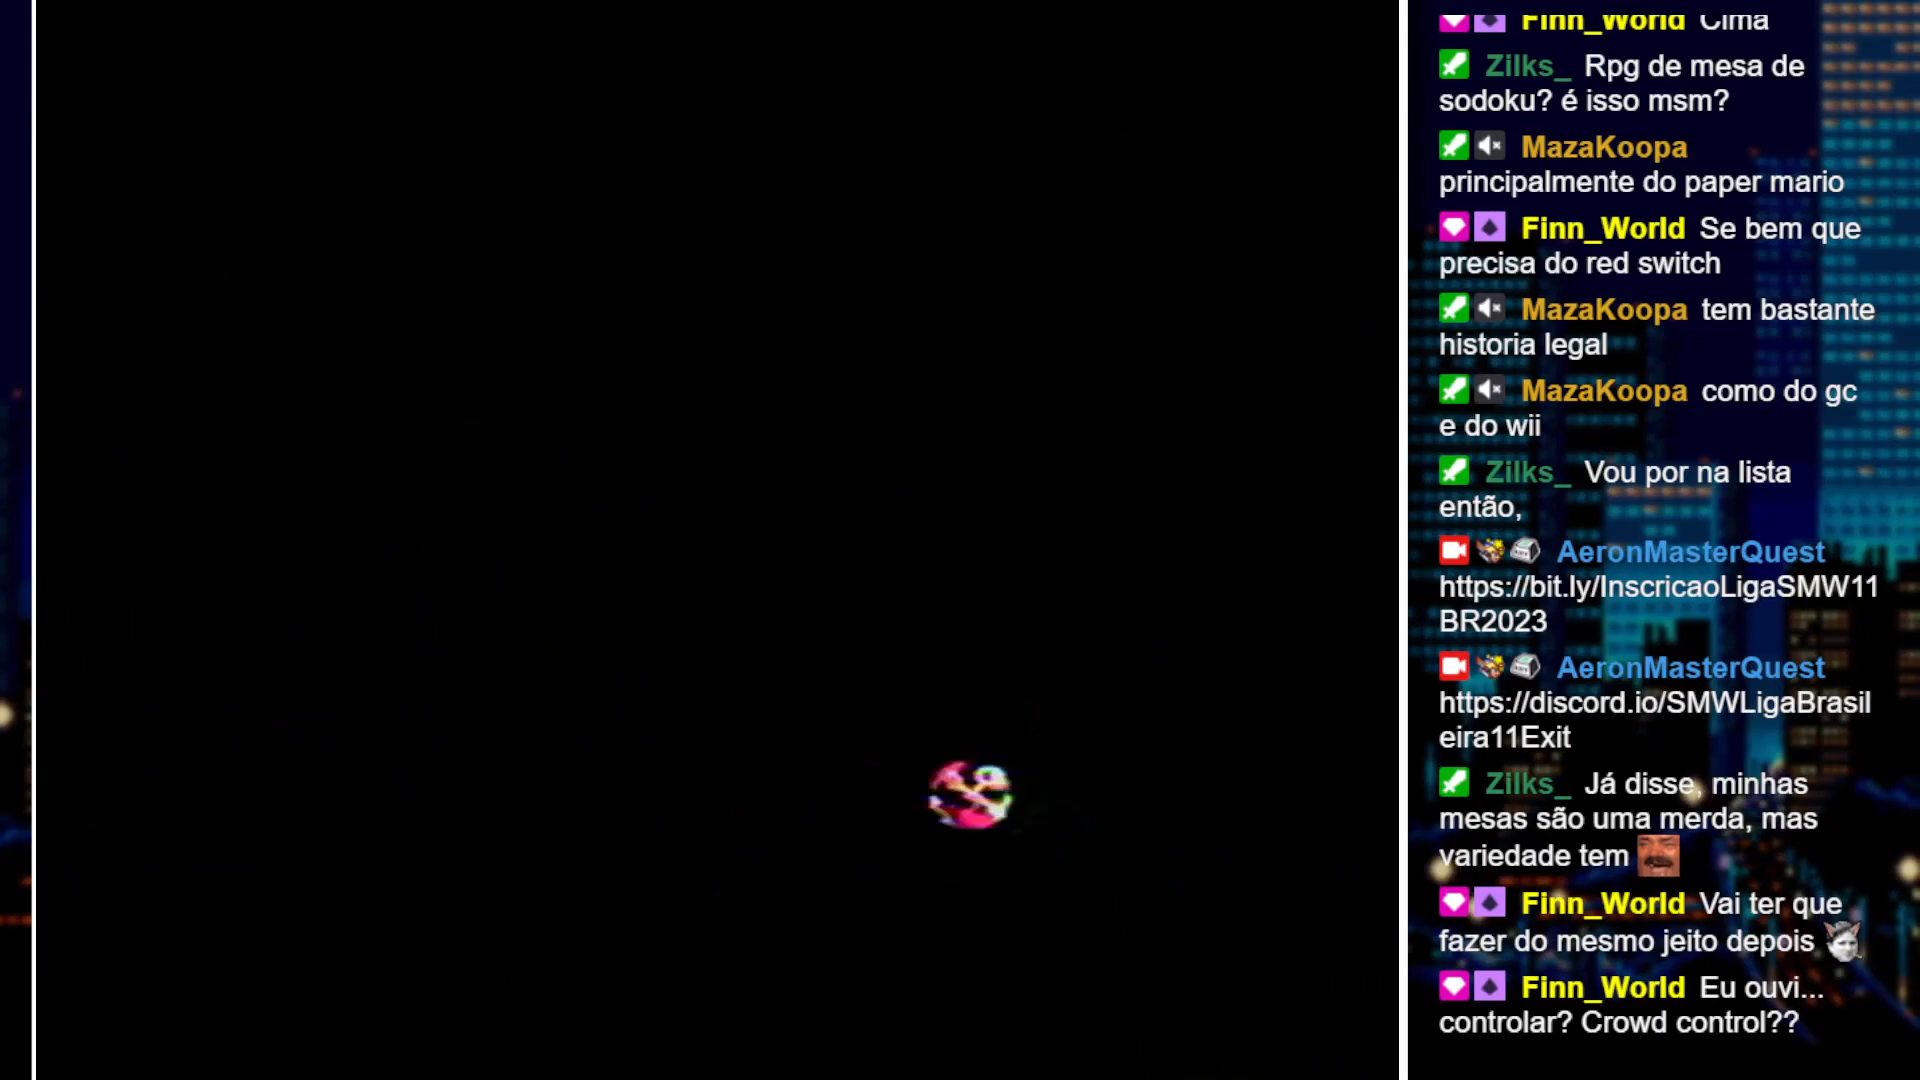 Finn_World Cima
Zilks_ Rpg de mesa de
sodoku? é isso msm?
MazaKoopa
principalmente do paper mario
Finn_World Se bem que
precisa do red switch
MazaKoopa tem bastante
historia legal
MazaKoopa como do gc
e do wii
Zilks_ Vou por na lista
então,
AeronMasterQuest
https://bit.ly/InscricaoLigaSMW11
BR2023
AeronMasterQuest
https://discord.io/SMWLigaBrasil
eira11Exit
Zilks_ Já disse, minhas
mesas são uma merda, mas
variedade tem
Finn_World Vai ter que
fazer do mesmo jeito depois
Finn_World Eu ouvi...
controlar? Crowd control??